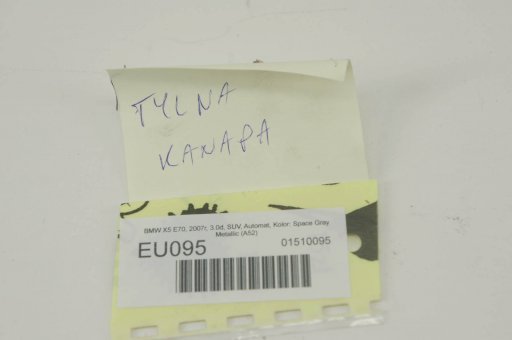 TYLNA
KANAPA
BMW X5 E70, 2007r, 3.0d, SUV, Automat, Kolor: Space Gray
Metallic (A52)
EU095
01510095